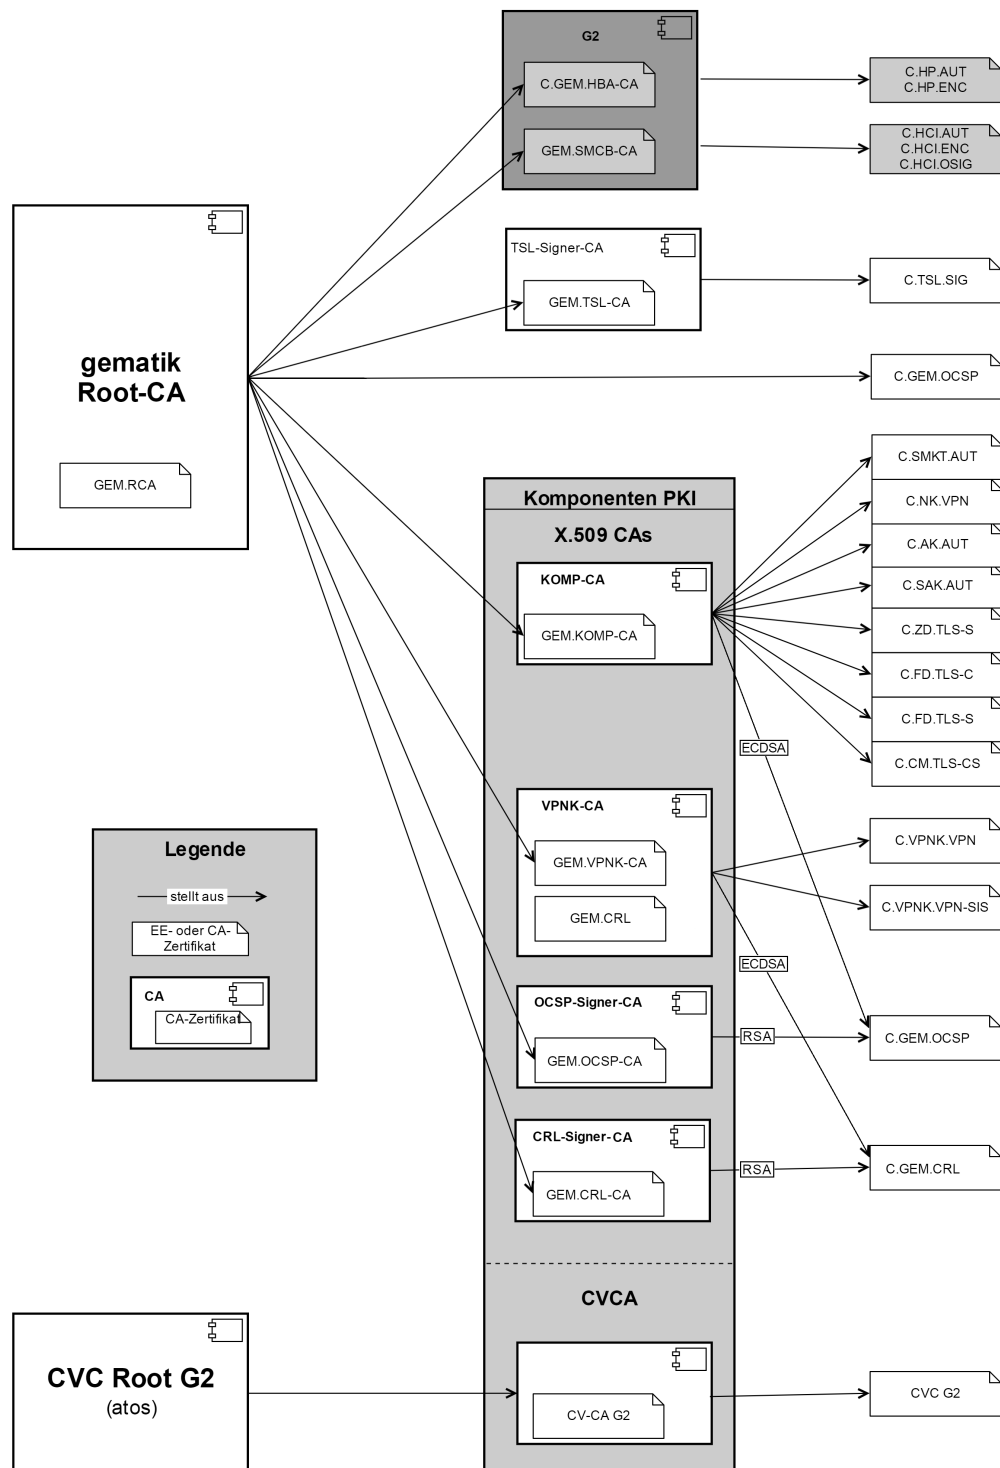 G2
C.GEM.HBA-CA
GEM.SMCB-CA
C.HP.AUT
C.HP.ENC
C.HCI.AUT
C.HCI.ENC
C.HCI.OSIG
TSL-Signer-CA
GEM.TSL-CA
C.TSL.SIG
gematik
Root-CA
GEM.RCA
C.GEM.OCSP
Komponenten PKI
X.509 CAs
KOMP-CA
GEM.KOMP-CA
C.SMKT.AUT
C.NK.VPN
C.AK.AUT
C.SAK.AUT
C.ZD.TLS-S
C.FD.TLS-C
C.FD.TLS-S
C.CM.TLS-CS
ECDSA
VPNK-CA
GEM.VPNK-CA
GEM.CRL
C.VPNK.VPN
C.VPNK.VPN-SIS
ECDSA
Legende
stellt aus
EE- oder CA-
Zertifikat
CA
CA-Zertifikat
OCSP-Signer-CA
GEM.OCSP-CA
RSA
C.GEM.OCSP
CRL-Signer-CA
GEM.CRL-CA
RSA
C.GEM.CRL
CVCA
CVC Root G2
(atos)
CV-CA G2
CVC G2